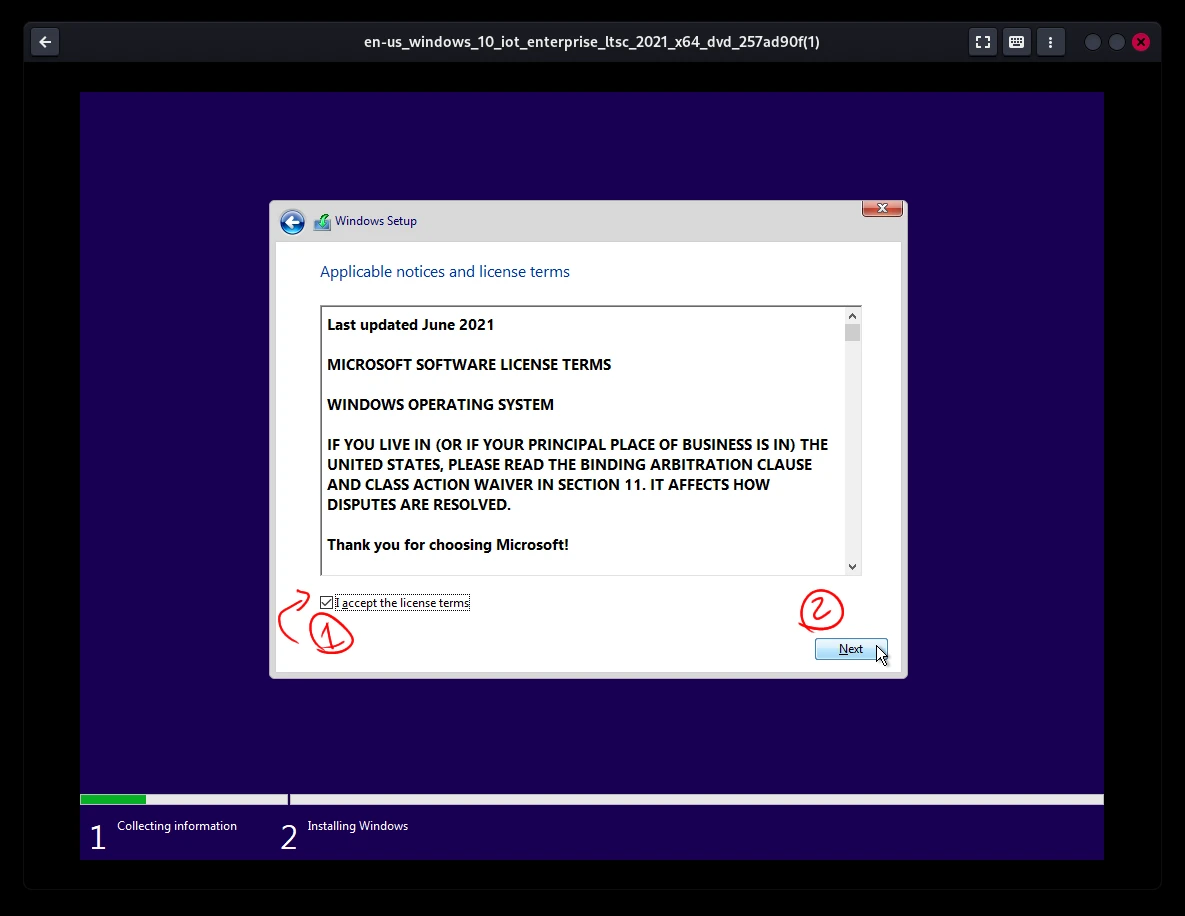 en-us_windows_10_iot_enterprise_ltsc_2021_x64_dvd_257ad90f(1)
Windows Setup
Applicable notices and license terms
Last updated June 2021
MICROSOFT SOFTWARE LICENSE TERMS
WINDOWS OPERATING SYSTEM
IF YOU LIVE IN (OR IF YOUR PRINCIPAL PLACE OF BUSINESS IS IN) THE
UNITED STATES, PLEASE READ THE BINDING ARBITRATION CLAUSE
AND CLASS ACTION WAIVER IN SECTION 11. IT AFFECTS HOW
DISPUTES ARE RESOLVED.
Thank you for choosing Microsoft!
I accept the license terms
1
2
Next
1 Collecting information
2 Installing Windows